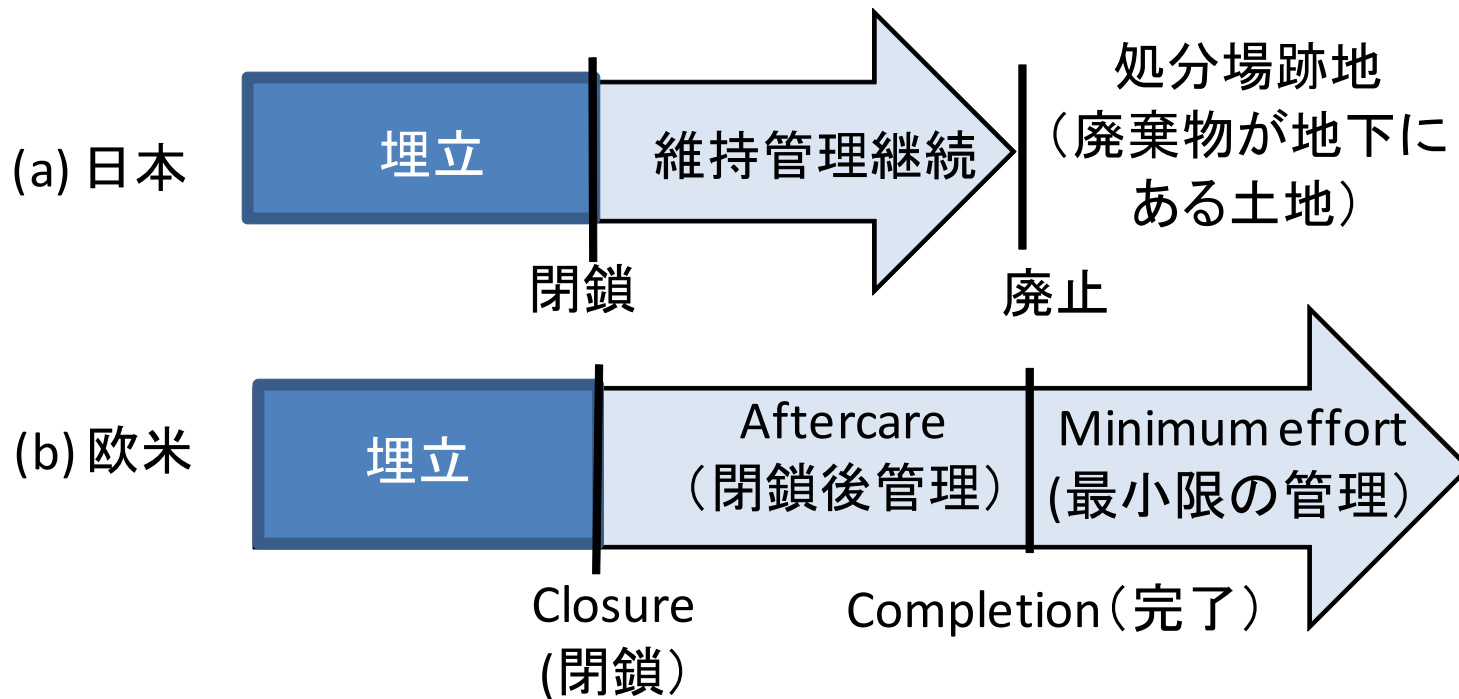 (a) 日本
埋立
維持管理継続
処分場跡地
（廃棄物が地下に
ある土地）
閉鎖
廃止
(b) 欧米
埋立
Aftercare
（閉鎖後管理）
Minimum effort
(最小限の管理）
Closure
(閉鎖）
Completion（完了）